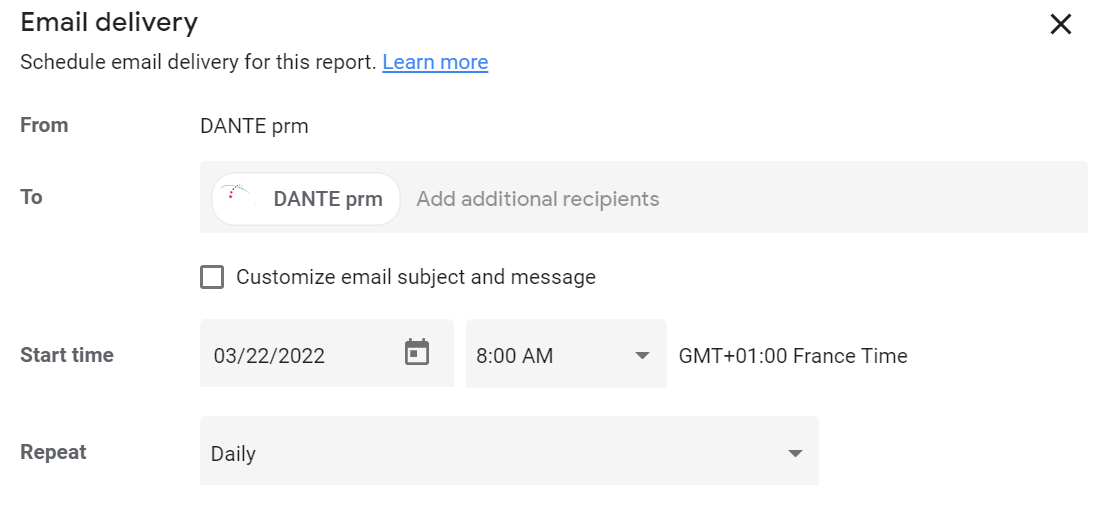 Email delivery
Schedule email delivery for this report. Learn more
From DANTE prm
To DANTE prm Add additional recipients
Customize email subject and message
Start time 03/22/2022 8:00 AM GMT+01:00 France Time
Repeat Daily